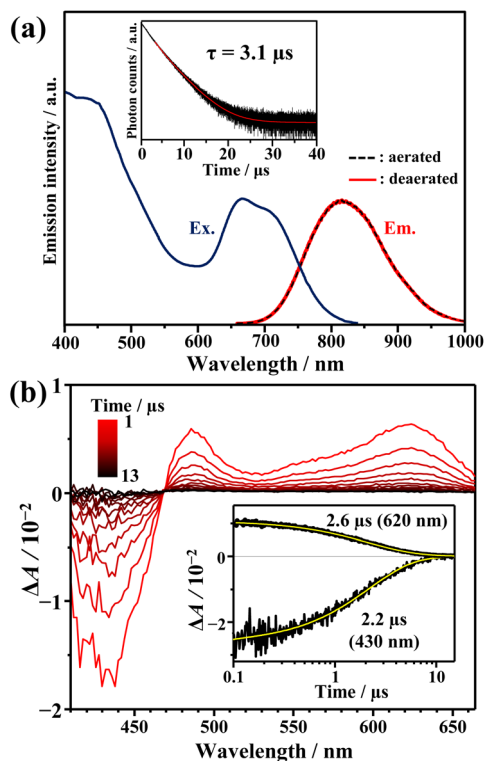 (a)
Photon counts / a.u.
τ = 3.1 μs
0 10 20 30 40
Time / μs
: aerated
: deaerated
Ex.
Em.
Emission intensity / a.u.
400 500 600 700 800 900 1000
Wavelength / nm
(b)
Time / μs
1
13
1
0
−1
−2
ΔA / 10⁻²
2.6 μs (620 nm)
0
−2
ΔA / 10⁻²
2.2 μs
(430 nm)
0.1 1 10
Time / μs
450 500 550 600 650
Wavelength / nm